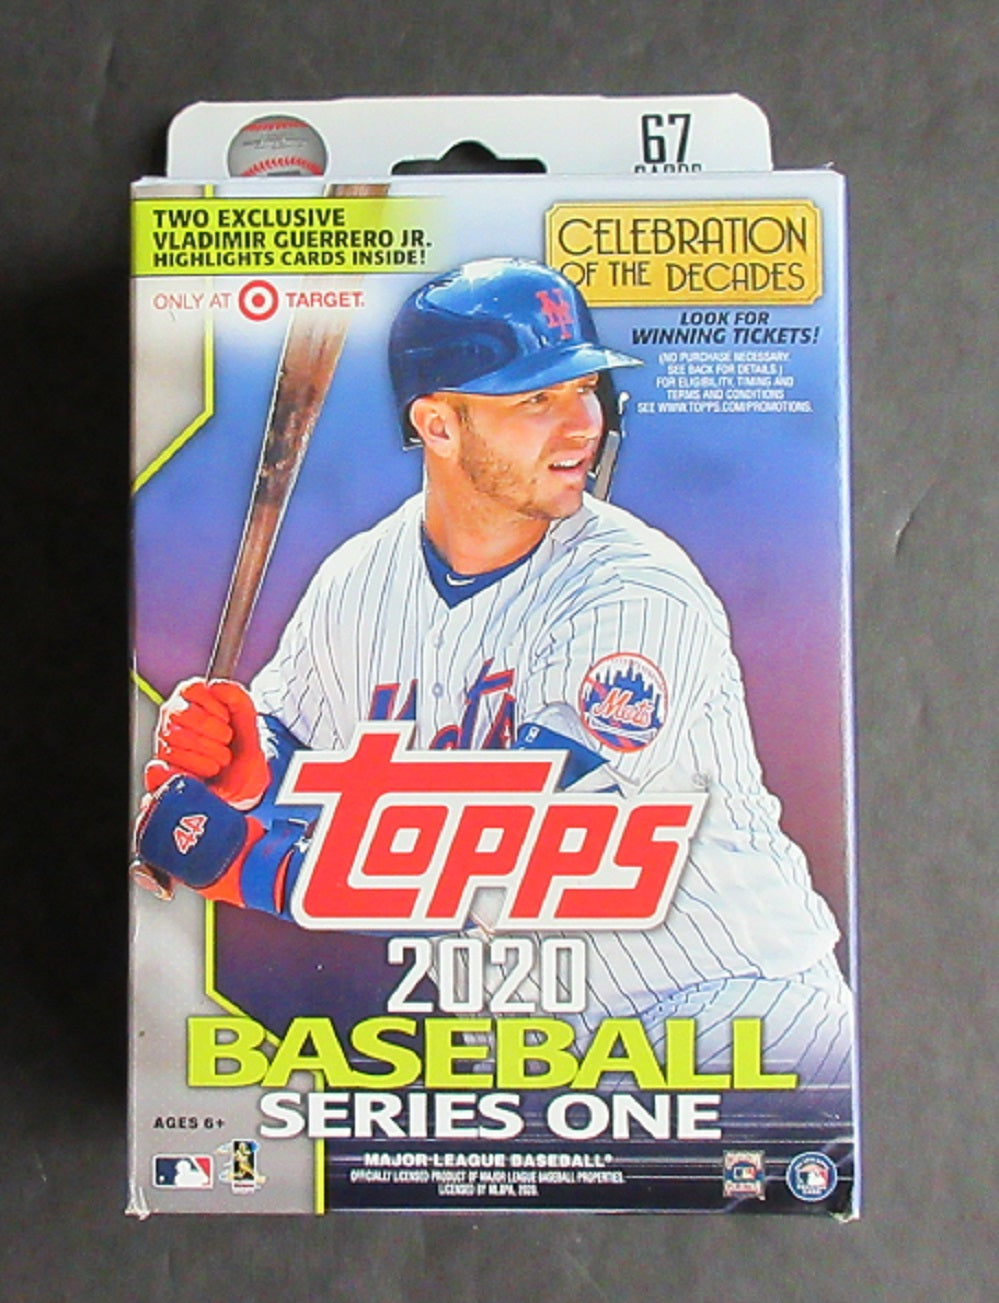 67
CARDS
TWO EXCLUSIVE
VLADIMIR GUERRERO JR.
HIGHLIGHTS CARDS INSIDE!
ONLY AT TARGET.
CELEBRATION
OF THE DECADES
LOOK FOR
WINNING TICKETS!
(NO PURCHASE NECESSARY.
SEE BACK FOR DETAILS.)
FOR ELIGIBILITY, TIMING AND
TERMS AND CONDITIONS
SEE WWW.TOPPS.COM/PROMOTIONS.
NY
Mets
Mets
44
topps
2020
BASEBALL
SERIES ONE
AGES 6+
MAJOR LEAGUE BASEBALL®
OFFICIALLY LICENSED PRODUCT OF MAJOR LEAGUE BASEBALL PROPERTIES.
LICENSED BY MLBPA, 2020.